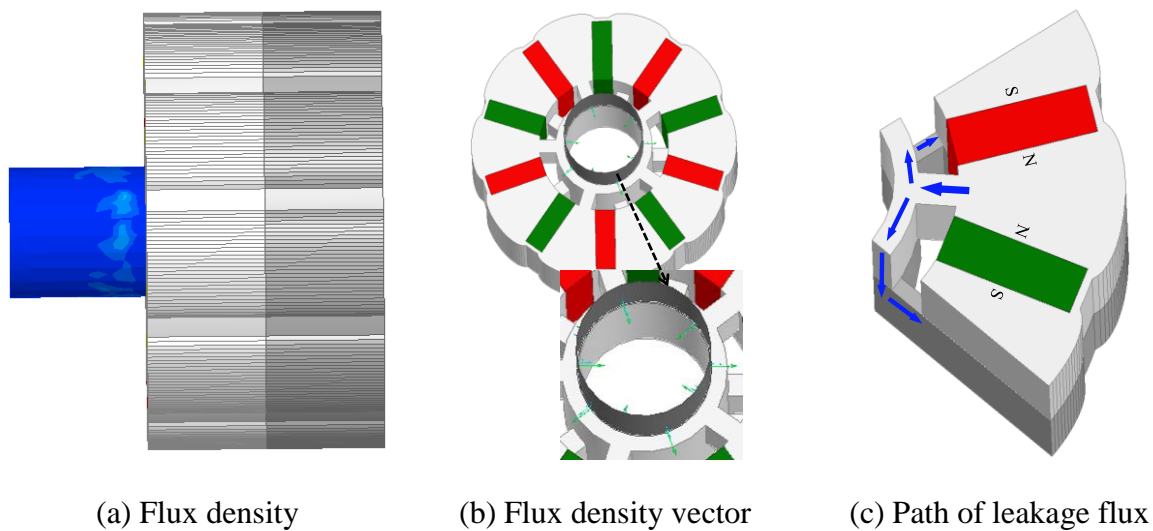 S
N
N
S
(a) Flux density
(b) Flux density vector
(c) Path of leakage flux